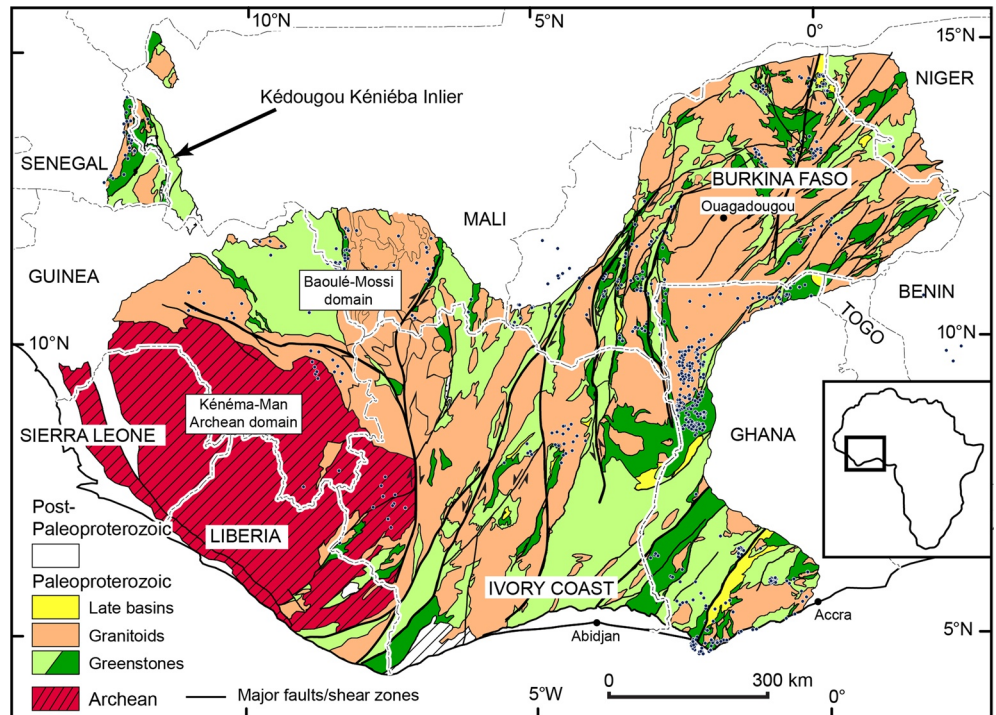 10°W
5°N
0°
15°N
NIGER
Kédougou Kéniéba Inlier
SENEGAL
BURKINA FASO
Ouagadougou
MALI
GUINEA
Baoulé-Mossi
domain
BENIN
TOGO
10°N
10°N
Kénéma-Man
Archean domain
SIERRA LEONE
GHANA
Post-
Paleoproterozoic
LIBERIA
Paleoproterozoic
IVORY COAST
Late basins
Granitoids
Accra
Abidjan
5°N
Greenstones
Archean
Major faults/shear zones
5°W
0
300 km
0°